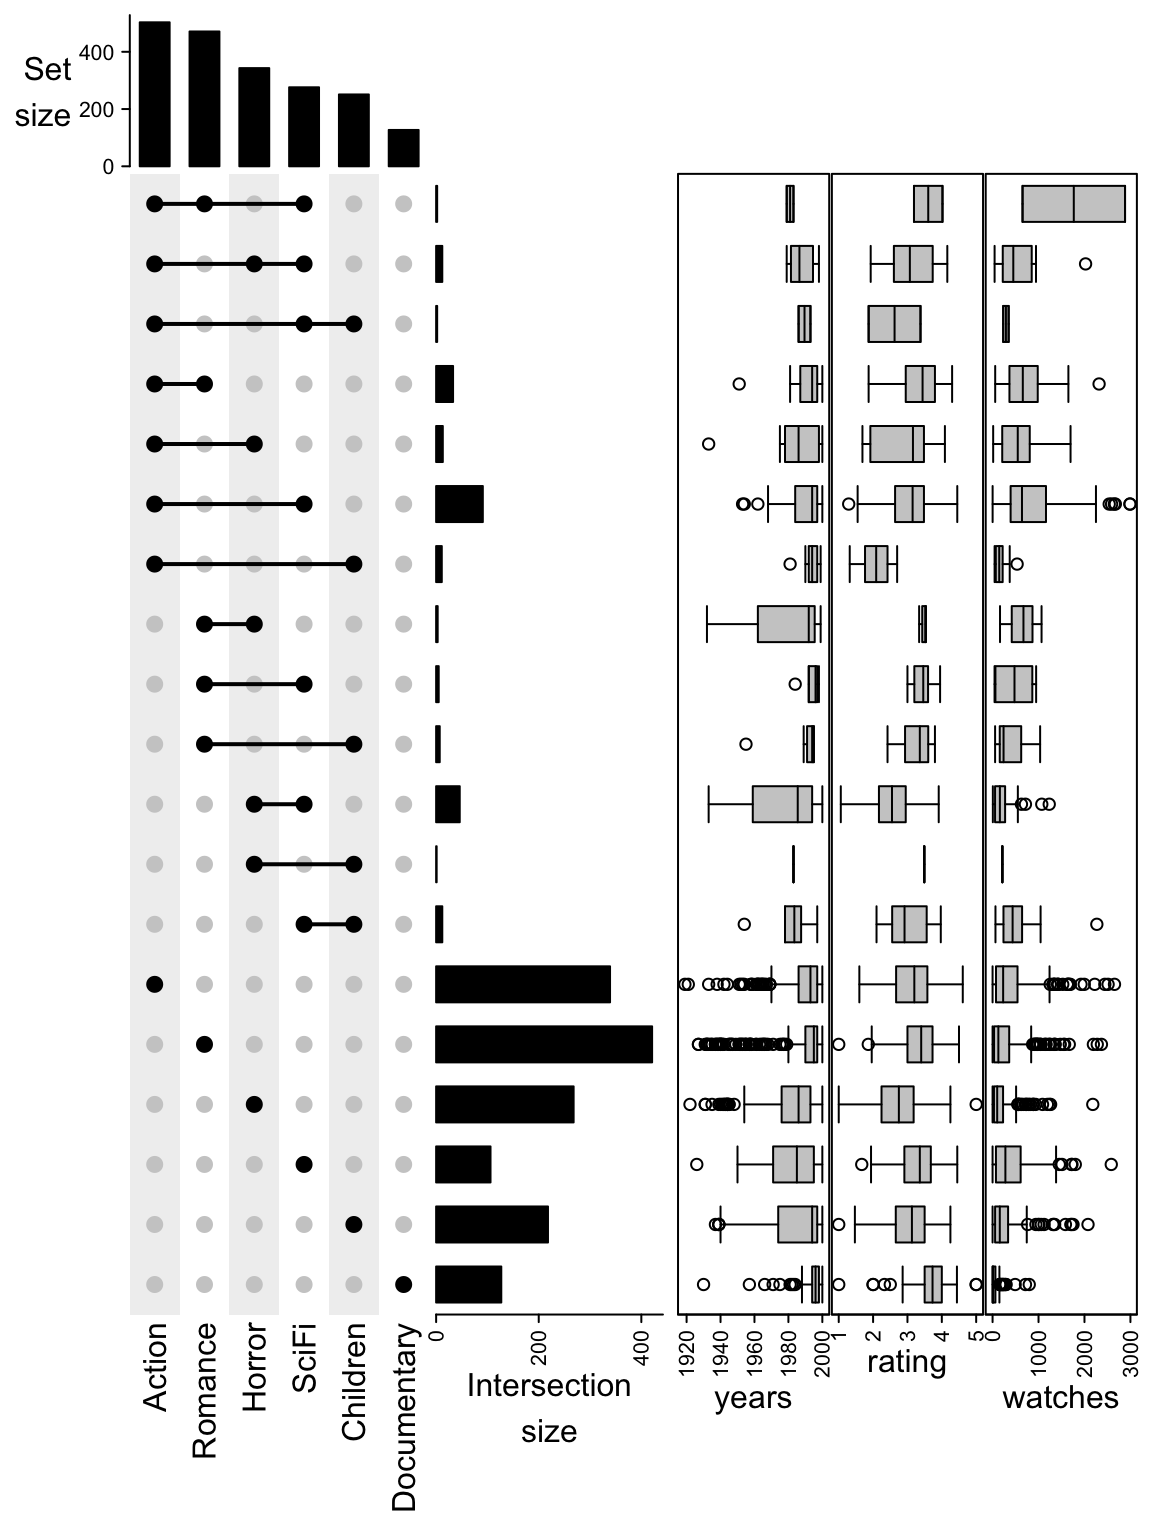 Set
size
400
200
0
Action
Romance
Horror
SciFi
Children
Documentary
0
200
400
Intersection
size
1920
1940
1960
1980
2000
years
1
2
3
4
5
rating
0
1000
2000
3000
watches